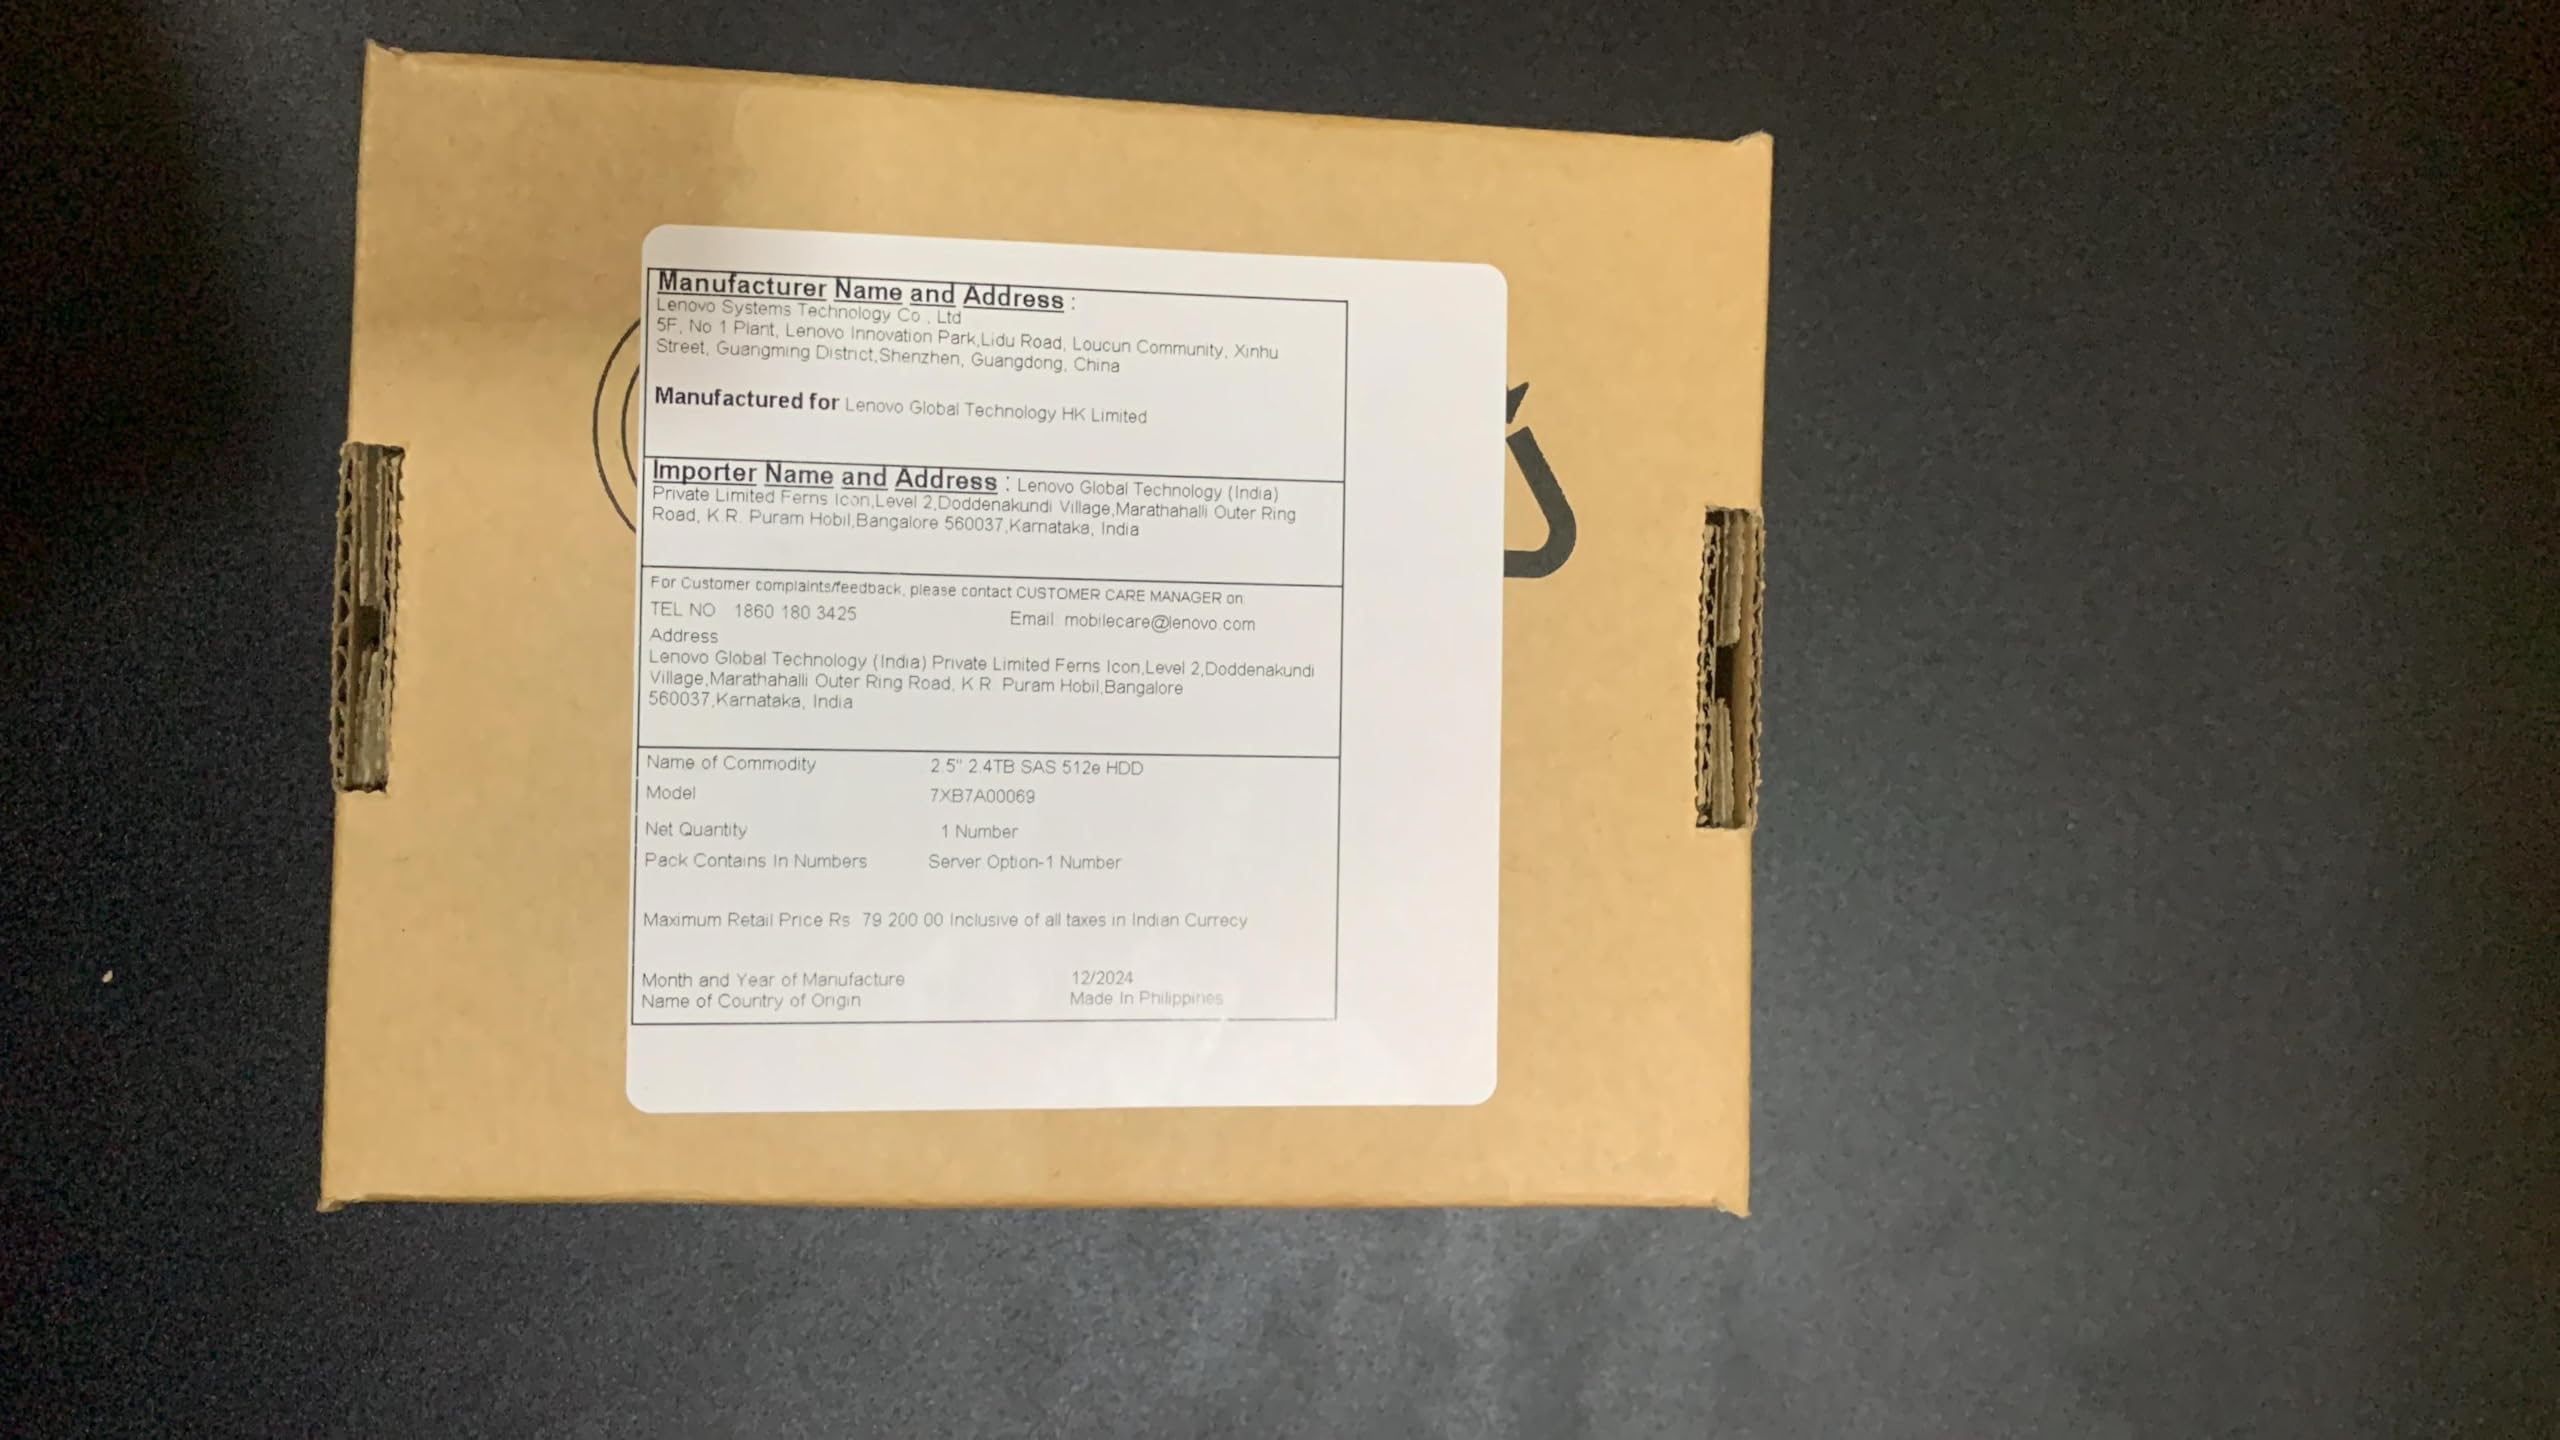 Manufacturer Name and Address :
Lenovo Systems Technology Co , Ltd
5F, No 1 Plant, Lenovo Innovation Park,Lidu Road, Loucun Community, Xinhu
Street, Guangming District,Shenzhen, Guangdong, China
Manufactured for Lenovo Global Technology HK Limited
Importer Name and Address : Lenovo Global Technology (India)
Private Limited Ferns Icon,Level 2,Doddenakundi Village,Marathahalli Outer Ring
Road, K.R. Puram Hobil,Bangalore 560037,Karnataka, India
For Customer complaints/feedback, please contact CUSTOMER CARE MANAGER on:
TEL NO 1860 180 3425 Email: mobilecare@lenovo.com
Address
Lenovo Global Technology (India) Private Limited Ferns Icon,Level 2,Doddenakundi
Village,Marathahalli Outer Ring Road, K R Puram Hobil,Bangalore
560037,Karnataka, India
Name of Commodity 2.5" 2.4TB SAS 512e HDD
Model 7XB7A00069
Net Quantity 1 Number
Pack Contains In Numbers Server Option-1 Number
Maximum Retail Price Rs 79 200 00 Inclusive of all taxes in Indian Currecy
Month and Year of Manufacture 12/2024
Name of Country of Origin Made In Philippines